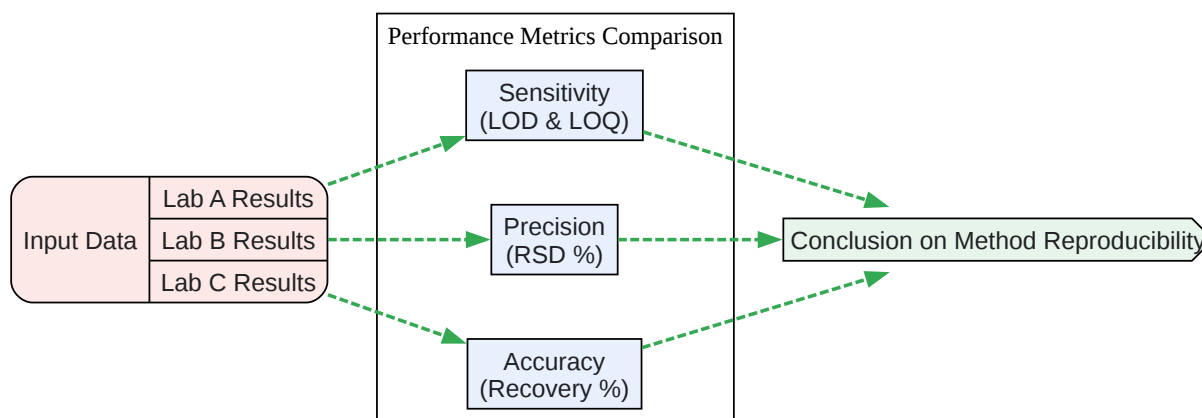 Performance Metrics Comparison
Sensitivity
(LOD & LOQ)
Input Data
Lab A Results
Lab B Results
Lab C Results
Precision
(RSD %)
Conclusion on Method Reproducibility
Accuracy
(Recovery %)